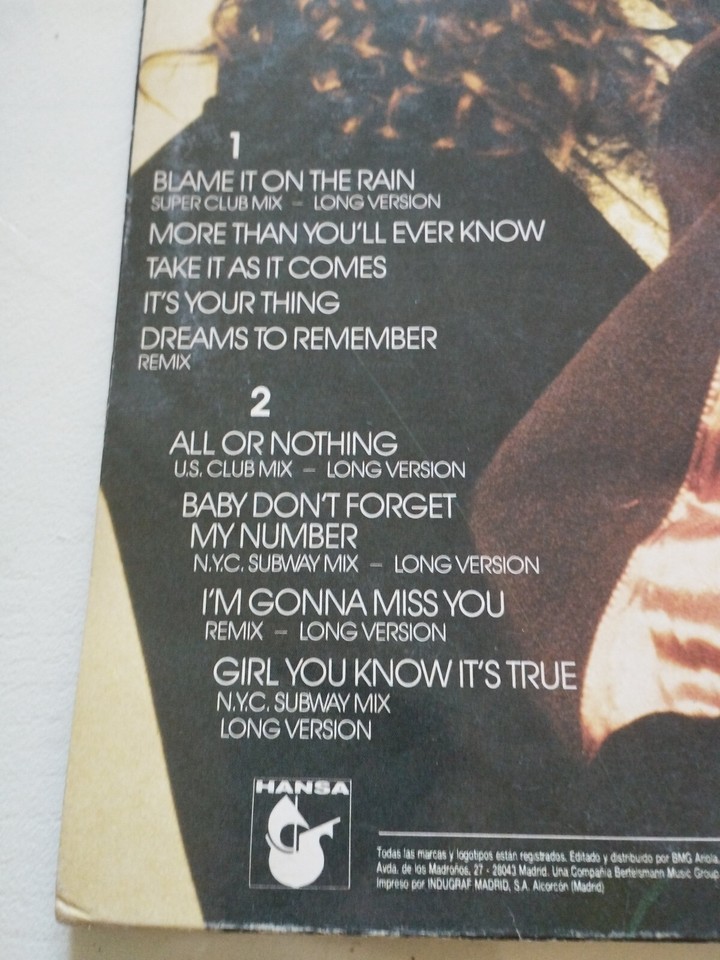 1
BLAME IT ON THE RAIN
SUPER CLUB MIX – LONG VERSION
MORE THAN YOU'LL EVER KNOW
TAKE IT AS IT COMES
IT'S YOUR THING
DREAMS TO REMEMBER
REMIX
2
ALL OR NOTHING
U.S. CLUB MIX – LONG VERSION
BABY DON'T FORGET
MY NUMBER
N.Y.C. SUBWAY MIX – LONG VERSION
I'M GONNA MISS YOU
REMIX – LONG VERSION
GIRL YOU KNOW IT'S TRUE
N.Y.C. SUBWAY MIX
LONG VERSION
HANSA
Todas las marcas y logotipos están registrados. Editado y distribuido por BMG Ariola,
Avda. de los Madroños, 27 - 28043 Madrid. Una Compañía Bertelsmann Music Group
Impreso por INDUGRAF MADRID, S.A. Alcorcón (Madrid)